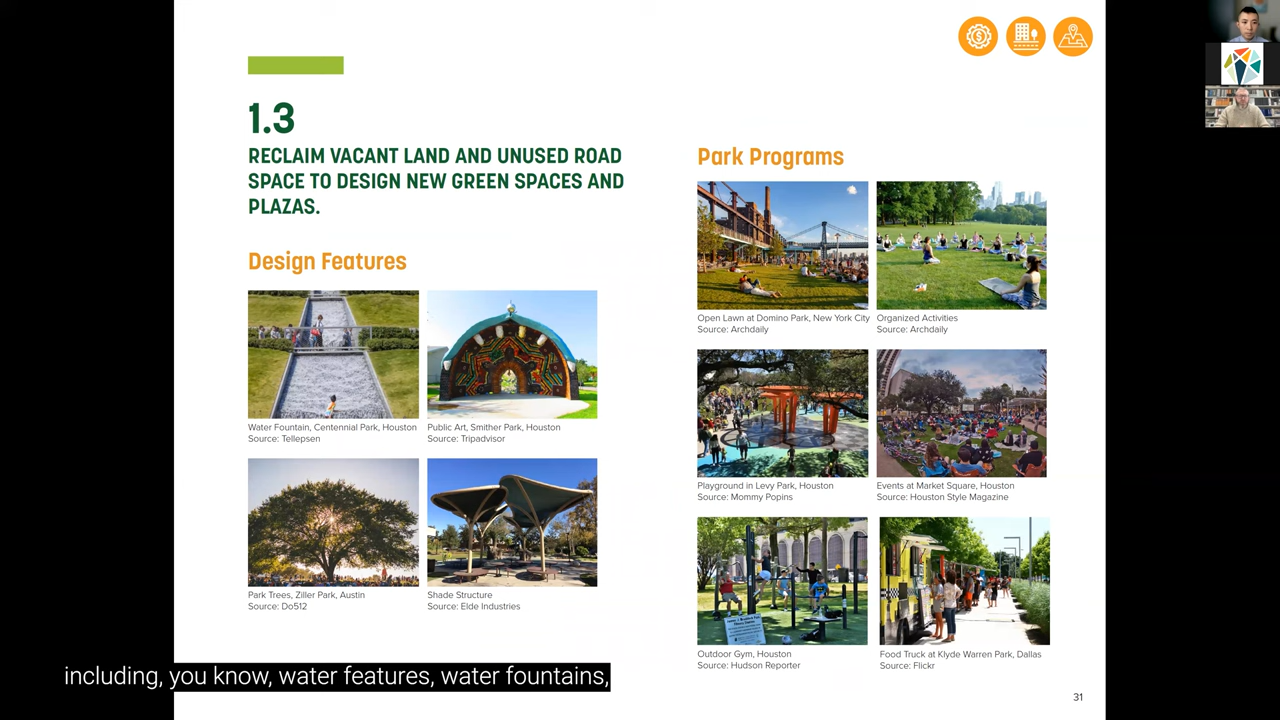 1.3
RECLAIM VACANT LAND AND UNUSED ROAD
SPACE TO DESIGN NEW GREEN SPACES AND
PLAZAS.
Design Features
Water Fountain, Centennial Park, Houston
Source: Tellepsen
Public Art, Smither Park, Houston
Source: Tripadvisor
Park Trees, Ziller Park, Austin
Source: Do512
Shade Structure
Source: Elde Industries
Park Programs
Open Lawn at Domino Park, New York City
Source: Archdaily
Organized Activities
Source: Archdaily
Playground in Levy Park, Houston
Source: Mommy Popins
Events at Market Square, Houston
Source: Houston Style Magazine
Outdoor Gym, Houston
Source: Hudson Reporter
Food Truck at Klyde Warren Park, Dallas
Source: Flickr
including, you know, water features, water fountains,
31